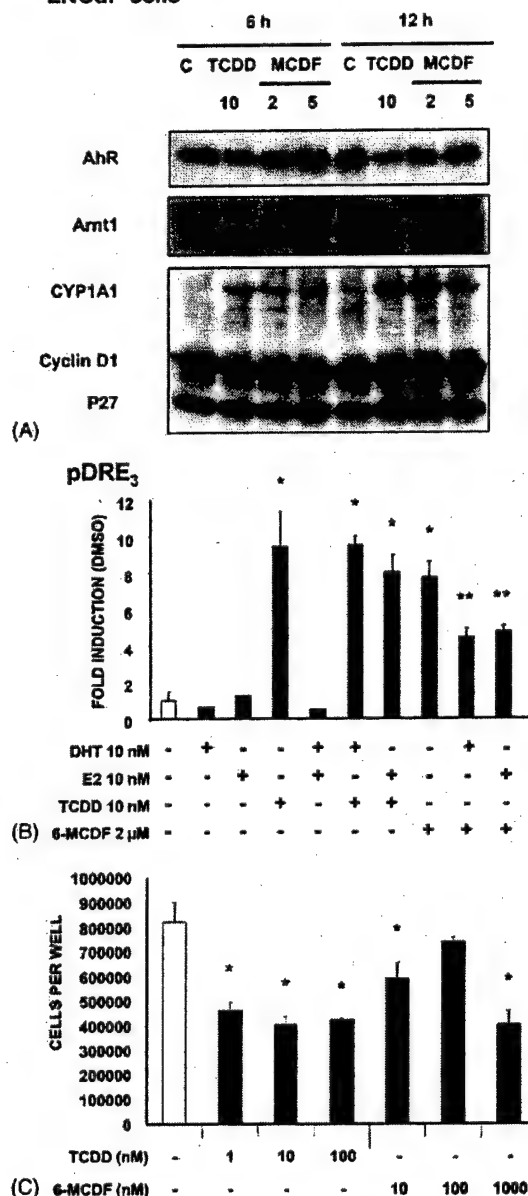 6 h 12 h
C TCDD MCDF C TCDD MCDF
10 2 5 10 2 5
AhR
Arnt1
CYP1A1
Cyclin D1
P27
(A)
pDRE3
12
10
8
6
4
2
0
FOLD INDUCTION (DMSO)
* * * * ** **
DHT 10 nM - + - - + + - - + -
E2 10 nM - - + - + - + - - +
TCDD 10 nM - - - + - + + - - -
(B) 6-MCDF 2 µM - - - - - - - + + +
1000000
900000
800000
700000
600000
500000
400000
300000
200000
100000
0
CELLS PER WELL
* * * * *
TCDD (nM) - 1 10 100 - - -
(C) 6-MCDF (nM) - - - - 10 100 1000